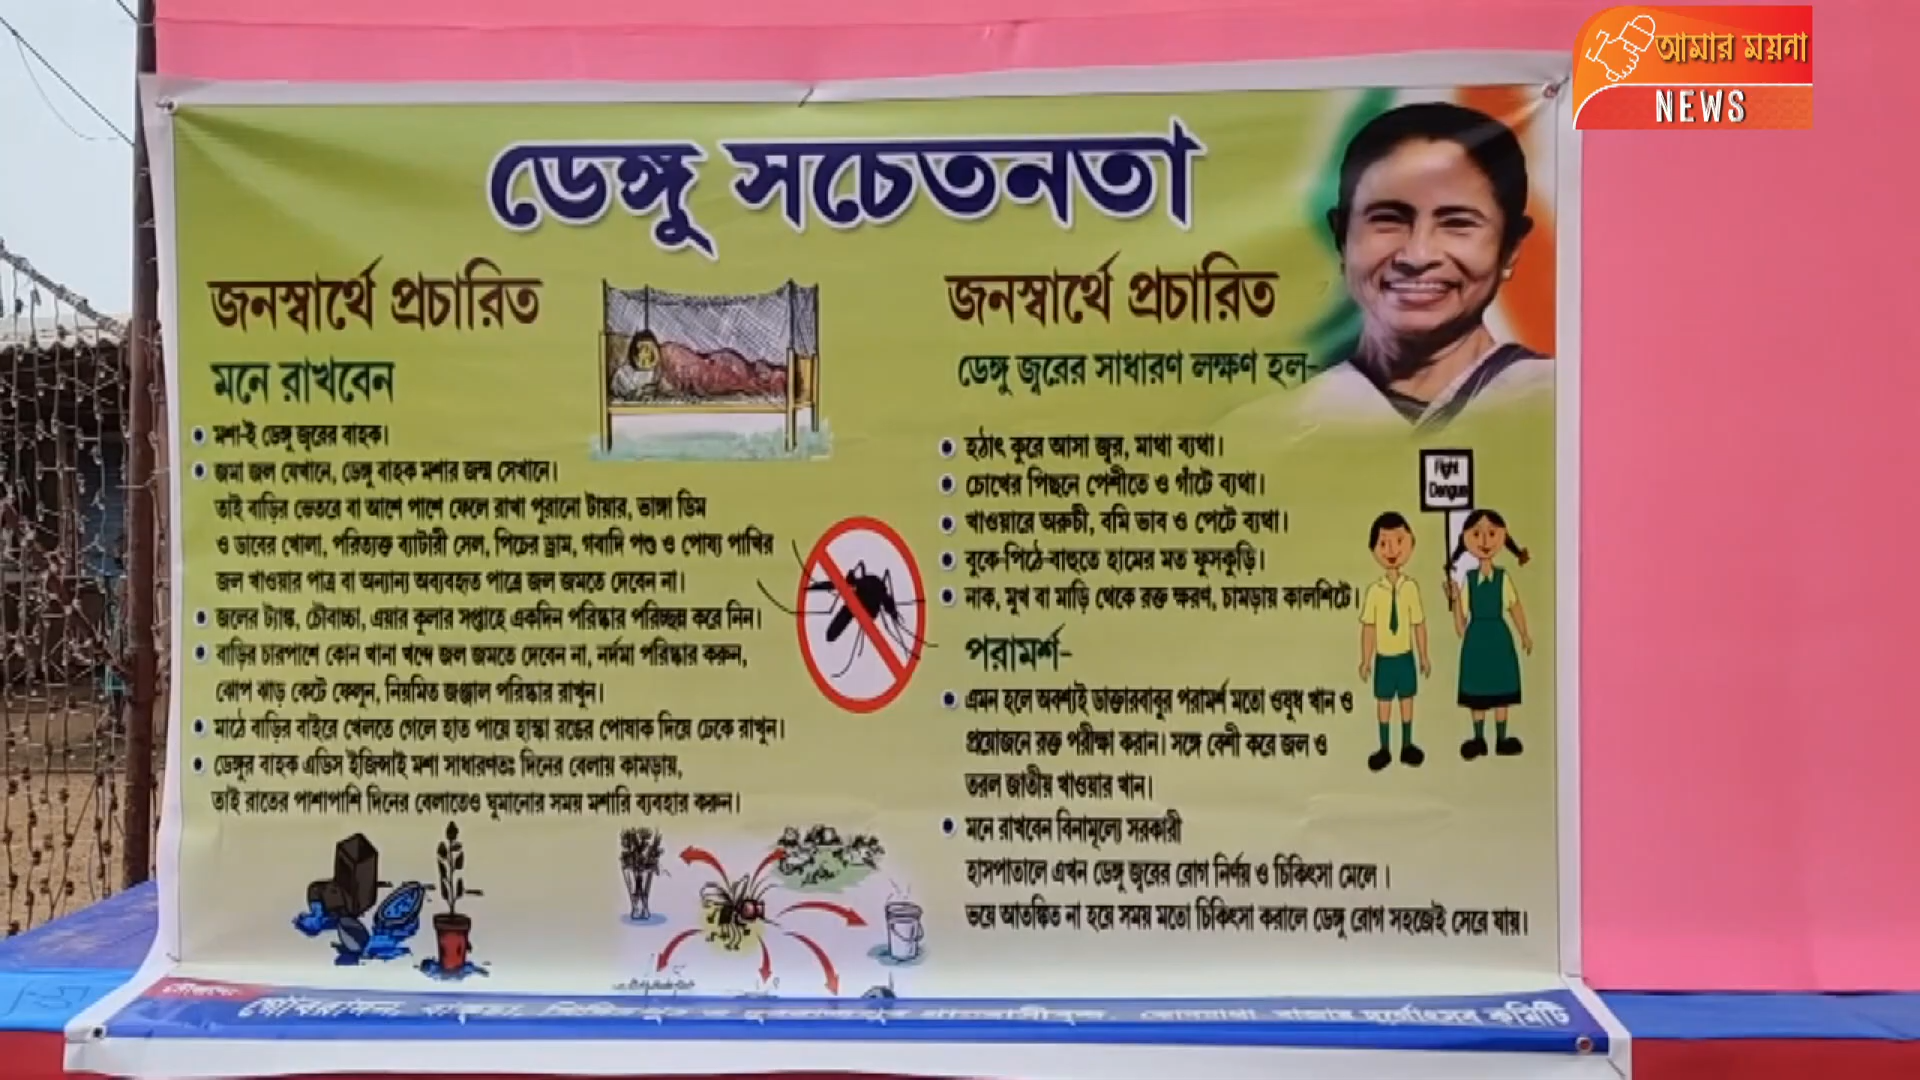 আমার ময়না
NEWS
ডেঙ্গু সচেতনতা
জনস্বার্থে প্রচারিত
মনে রাখবেন
মশা-ই ডেঙ্গু জ্বরের বাহক।
জমা জল যেখানে, ডেঙ্গু বাহক মশার জন্ম সেখানে।
তাই বাড়ির ভেতরে বা আশে পাশে ফেলে রাখা পুরানো টায়ার, ভাঙ্গা ডিম
ও ডাবের খোলা, পরিত্যক্ত ব্যাটারী সেল, পিচের ড্রাম, গবাদি পশু ও পোষ্য পাখির
জল খাওয়ার পাত্র বা অন্যান্য অব্যবহৃত পাত্রে জল জমতে দেবেন না।
জলের ট্যাঙ্ক, চৌবাচ্চা, এয়ার কুলার সপ্তাহে একদিন পরিষ্কার পরিচ্ছন্ন করে নিন।
বাড়ির চারপাশে কোন খানা খন্দে জল জমতে দেবেন না, নর্দমা পরিষ্কার করুন,
ঝোপ ঝাড় কেটে ফেলুন, নিয়মিত জঞ্জাল পরিষ্কার রাখুন।
মাঠে বাড়ির বাইরে খেলতে গেলে হাত পায়ে হাল্কা রঙের পোষাক দিয়ে ঢেকে রাখুন।
ডেঙ্গুর বাহক এডিস ইজিপ্সাই মশা সাধারণতঃ দিনের বেলায় কামড়ায়,
তাই রাতের পাশাপাশি দিনের বেলাতেও ঘুমানোর সময় মশারি ব্যবহার করুন।
জনস্বার্থে প্রচারিত
ডেঙ্গু জ্বরের সাধারণ লক্ষণ হল-
হঠাৎ কুরে আসা জ্বর, মাথা ব্যথা।
চোখের পিছনে পেশীতে ও গাঁটে ব্যথা।
খাওয়ারে অরুচী, বমি ভাব ও পেটে ব্যথা।
বুকে-পিঠে-বাহুতে হামের মত ফুসকুড়ি।
নাক, মুখ বা মাড়ি থেকে রক্ত ক্ষরণ, চামড়ায় কালশিটে।
Fight
Dengue
পরামর্শ-
এমন হলে অবশ্যই ডাক্তারবাবুর পরামর্শ মতো ওষুধ খান ও
প্রয়োজনে রক্ত পরীক্ষা করান। সঙ্গে বেশী করে জল ও
তরল জাতীয় খাওয়ার খান।
মনে রাখবেন বিনামূল্যে সরকারী
হাসপাতালে এখন ডেঙ্গু জ্বরের রোগ নির্ণয় ও চিকিৎসা মেলে।
ভয়ে আতঙ্কিত না হয়ে সময় মতো চিকিৎসা করালে ডেঙ্গু রোগ সহজেই সেরে যায়।
বাজার দুর্গোৎসব কমিটি